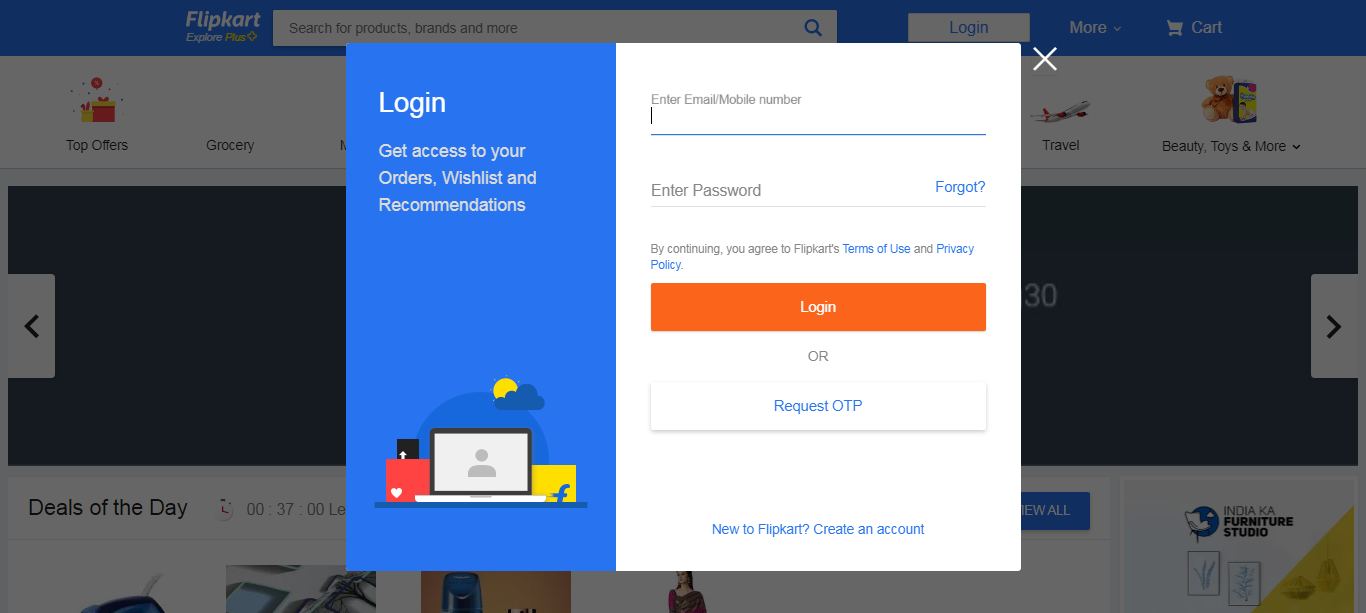 Flipkart
Explore Plus
Search for products, brands and more
Login
More
Cart
Top Offers
Grocery
Travel
Beauty, Toys & More
Login
Get access to your
Orders, Wishlist and
Recommendations
Enter Email/Mobile number
Enter Password
Forgot?
By continuing, you agree to Flipkart's Terms of Use and Privacy
Policy.
Login
OR
Request OTP
New to Flipkart? Create an account
30
Deals of the Day
00 : 37 : 00 Le
IEW ALL
INDIA KA
FURNITURE
STUDIO